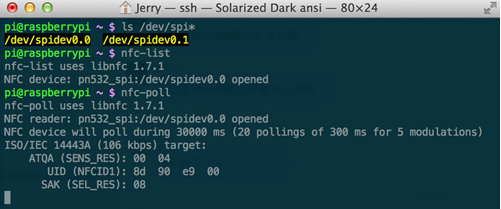 Jerry — ssh — Solarized Dark ansi — 80×24
pi@raspberrypi ~ $ ls /dev/spi*
/dev/spidev0.0  /dev/spidev0.1
pi@raspberrypi ~ $ nfc-list
nfc-list uses libnfc 1.7.1
NFC device: pn532_spi:/dev/spidev0.0 opened
pi@raspberrypi ~ $ nfc-poll
nfc-poll uses libnfc 1.7.1
NFC reader: pn532_spi:/dev/spidev0.0 opened
NFC device will poll during 30000 ms (20 pollings of 300 ms for 5 modulations)
ISO/IEC 14443A (106 kbps) target:
    ATQA (SENS_RES): 00  04
       UID (NFCID1): 8d  90  e9  00
      SAK (SEL_RES): 08